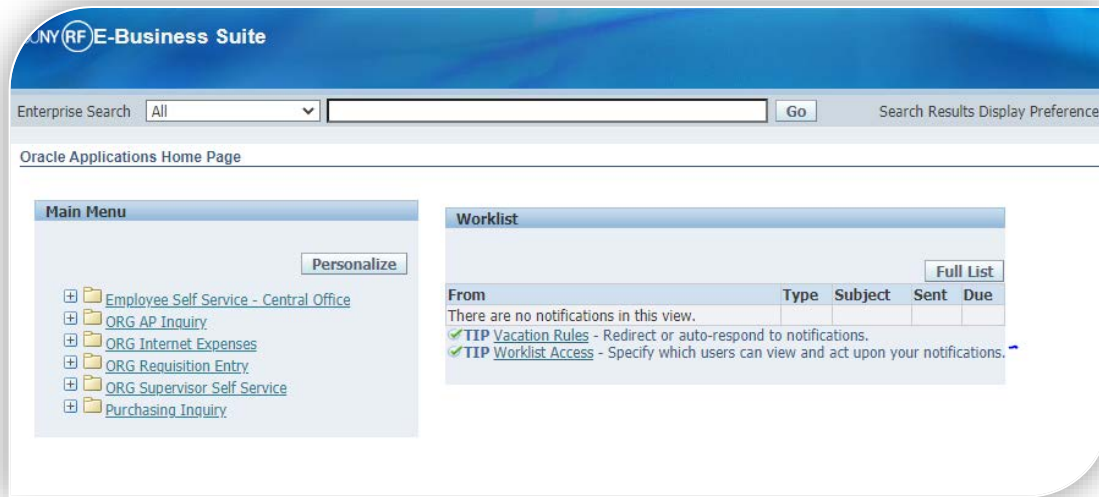 UNY RF E-Business Suite
Enterprise Search All Go Search Results Display Preference
Oracle Applications Home Page
Main Menu
Personalize
Employee Self Service - Central Office
ORG AP Inquiry
ORG Internet Expenses
ORG Requisition Entry
ORG Supervisor Self Service
Purchasing Inquiry
Worklist
Full List
From Type Subject Sent Due
There are no notifications in this view.
TIP Vacation Rules - Redirect or auto-respond to notifications.
TIP Worklist Access - Specify which users can view and act upon your notifications.